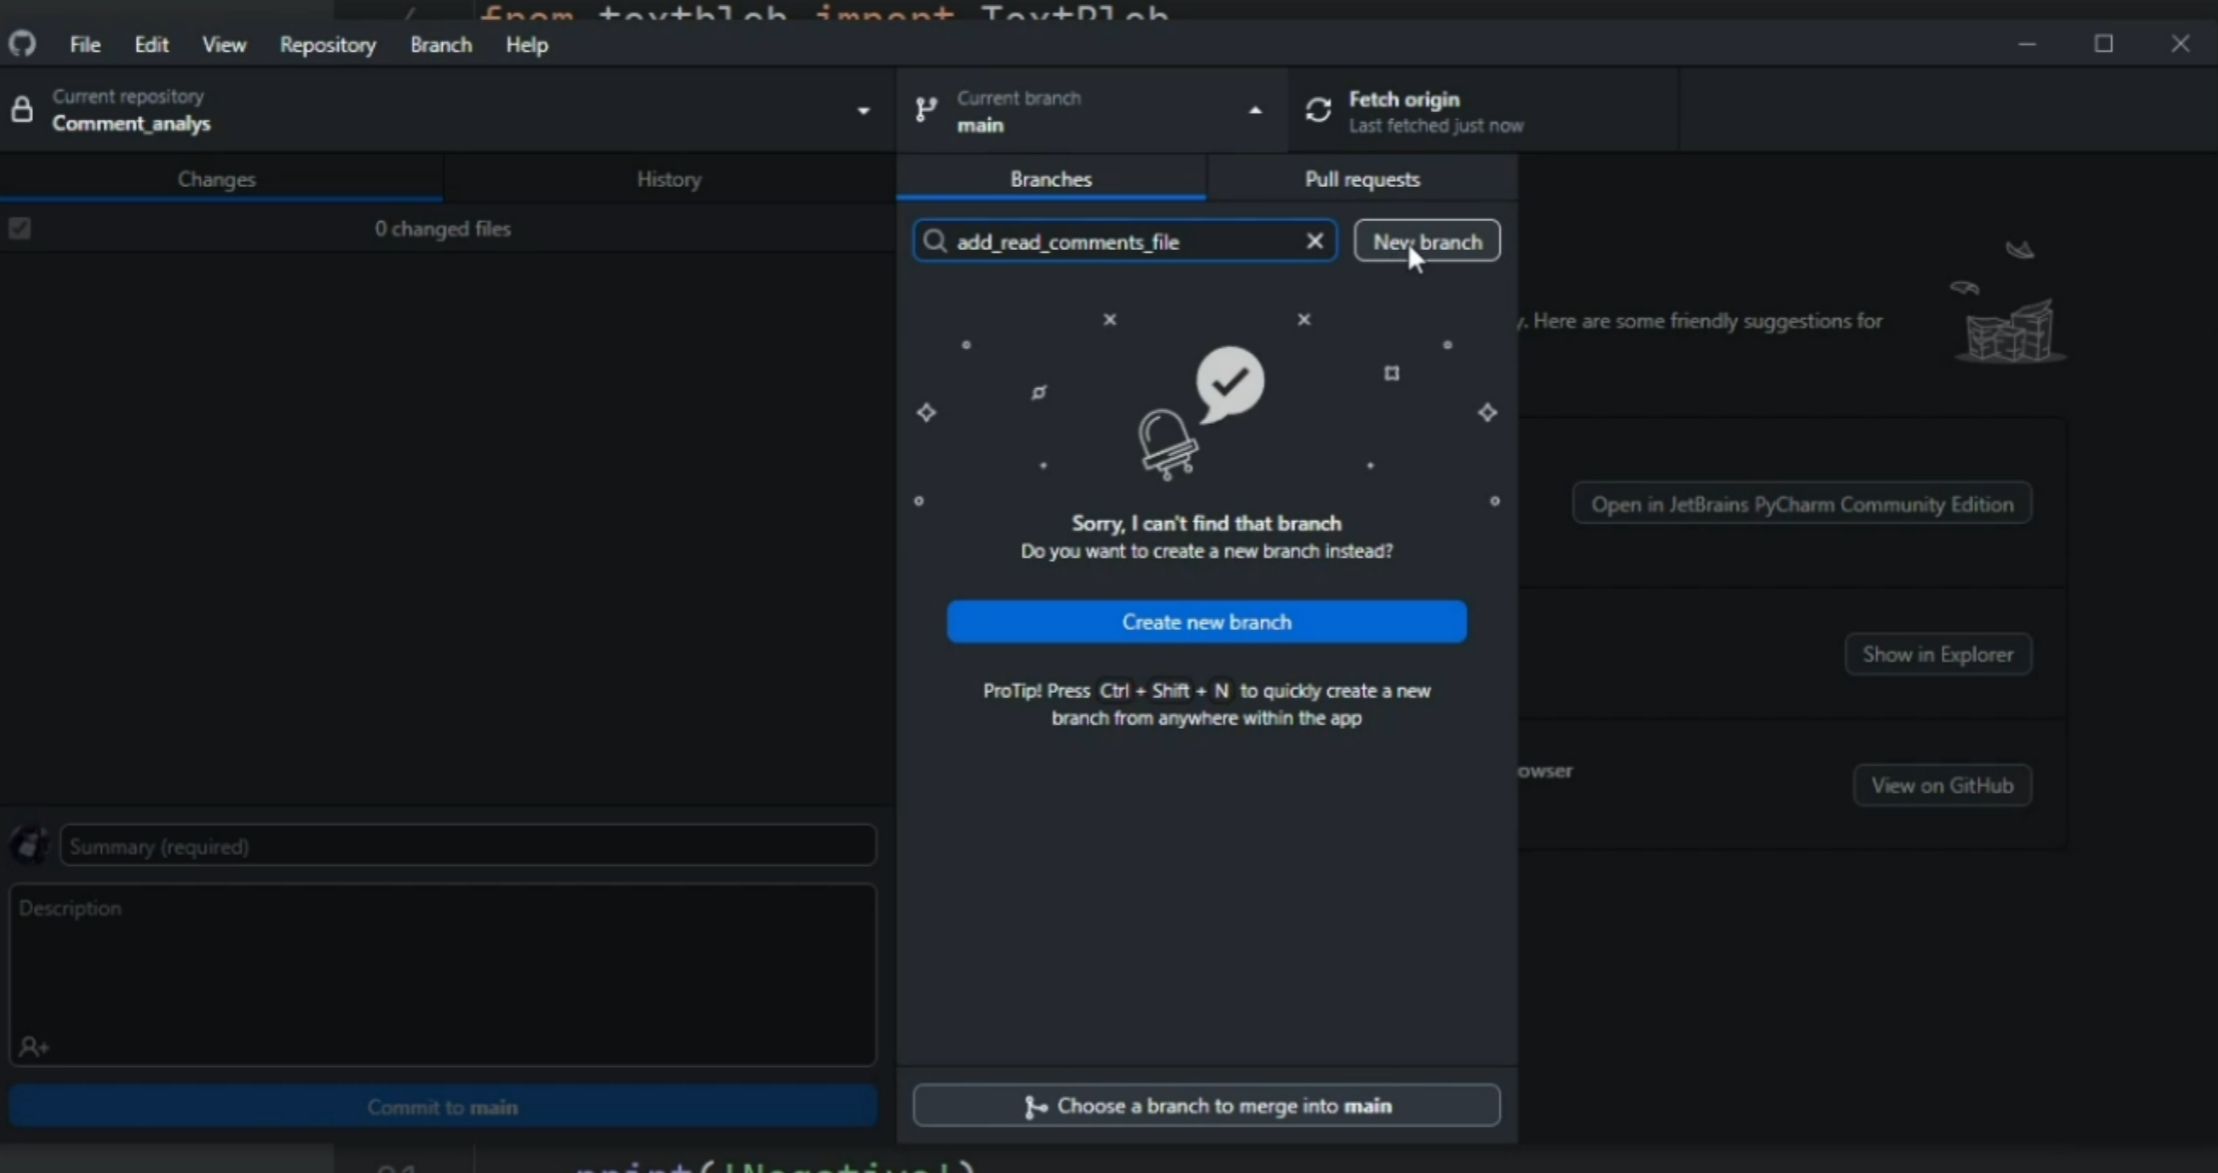 from textblob import TextBlob
File Edit View Repository Branch Help
Current repository
Comment_analys
Current branch
main
Fetch origin
Last fetched just now
Changes
History
Branches
Pull requests
0 changed files
add_read_comments_file
New branch
y. Here are some friendly suggestions for
Open in JetBrains PyCharm Community Edition
Sorry, I can't find that branch
Do you want to create a new branch instead?
Create new branch
Show in Explorer
ProTip! Press Ctrl + Shift + N to quickly create a new
branch from anywhere within the app
owser
View on GitHub
Summary (required)
Description
Commit to main
Choose a branch to merge into main
print('Negative')